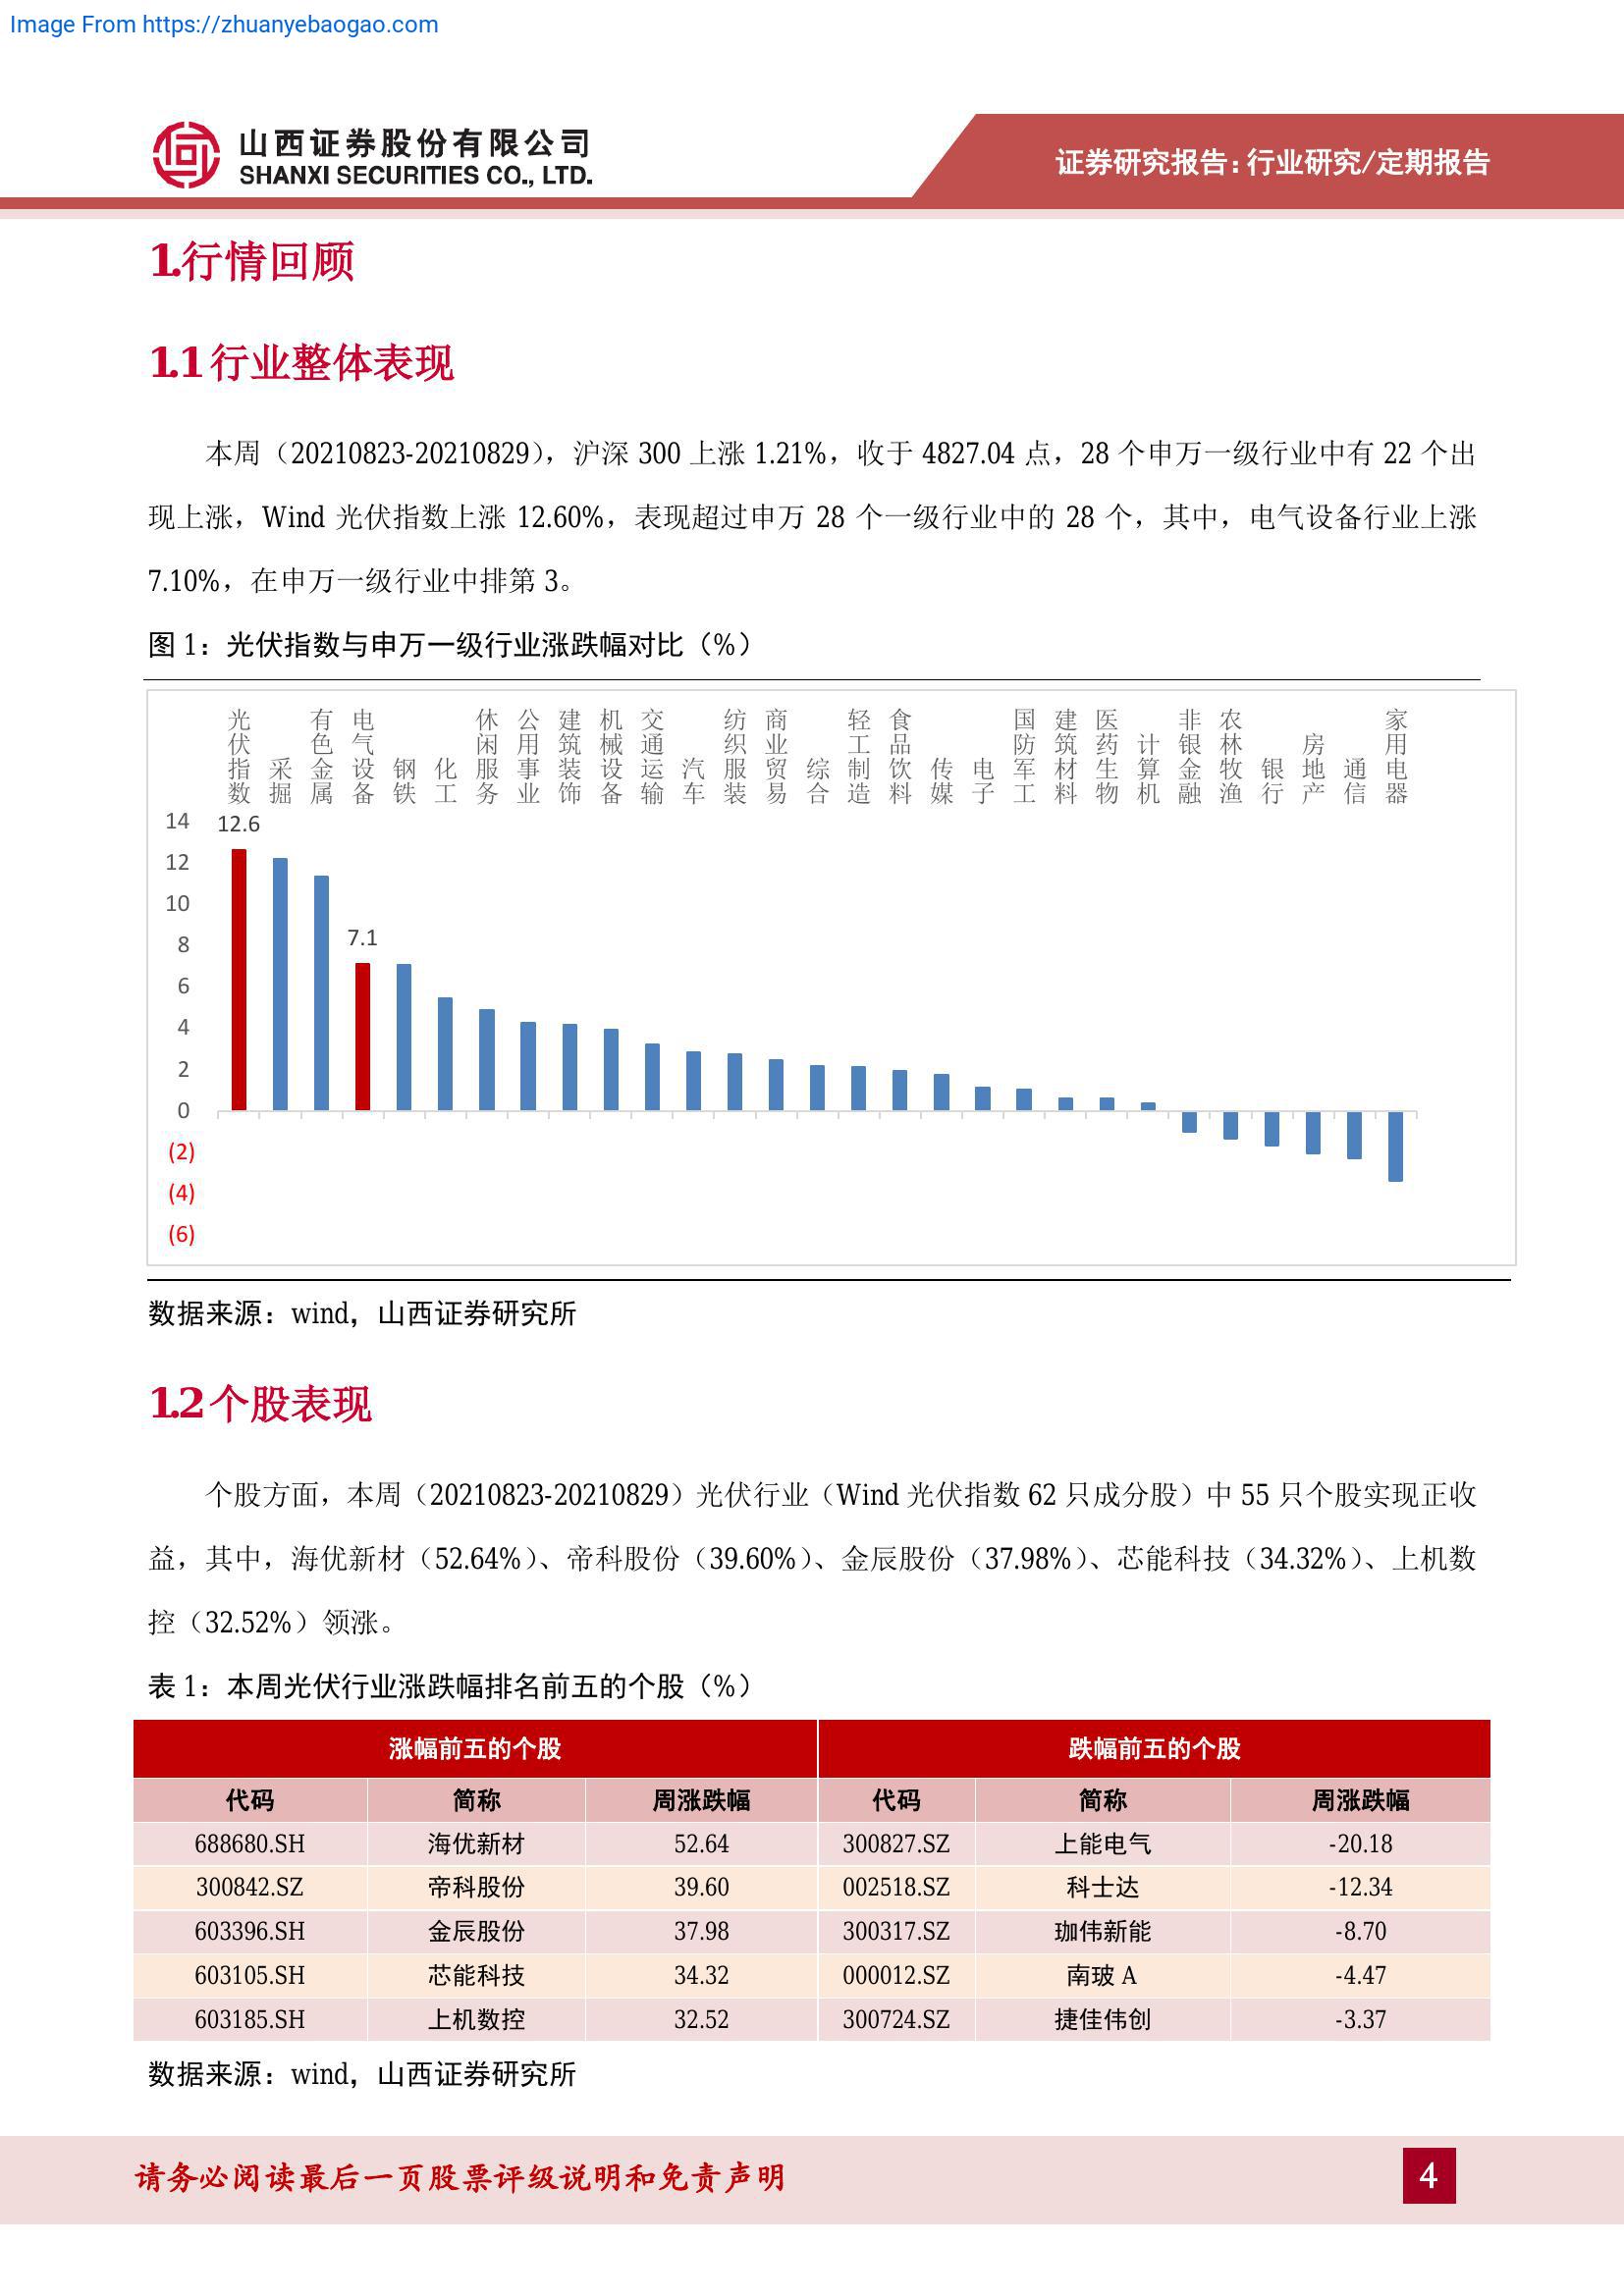 Image From https://zhuanyebaogao.com
山西证券股份有限公司
SHANXI SECURITIES CO., LTD.
证券研究报告:行业研究/定期报告
1.行情回顾
1.1 行业整体表现
本周（20210823-20210829），沪深 300 上涨 1.21%，收于 4827.04 点，28 个申万一级行业中有 22 个出
现上涨，Wind 光伏指数上涨 12.60%，表现超过申万 28 个一级行业中的 28 个，其中，电气设备行业上涨
7.10%，在申万一级行业中排第 3。
图 1：光伏指数与申万一级行业涨跌幅对比（%）
光伏指数 采掘 有色金属 电气设备 钢铁 化工 休闲服务 公用事业 建筑装饰 机械设备 交通运输 汽车 纺织服装 商业贸易 综合 轻工制造 食品饮料 传媒 电子 国防军工 建筑材料 医药生物 计算机 非银金融 农林牧渔 银行 房地产 通信 家用电器
14
12.6
12
10
8
7.1
6
4
2
0
(2)
(4)
(6)
数据来源：wind，山西证券研究所
1.2 个股表现
个股方面，本周（20210823-20210829）光伏行业（Wind 光伏指数 62 只成分股）中 55 只个股实现正收
益，其中，海优新材（52.64%）、帝科股份（39.60%）、金辰股份（37.98%）、芯能科技（34.32%）、上机数
控（32.52%）领涨。
表 1：本周光伏行业涨跌幅排名前五的个股（%）
涨幅前五的个股 跌幅前五的个股
代码 简称 周涨跌幅 代码 简称 周涨跌幅
688680.SH 海优新材 52.64 300827.SZ 上能电气 -20.18
300842.SZ 帝科股份 39.60 002518.SZ 科士达 -12.34
603396.SH 金辰股份 37.98 300317.SZ 珈伟新能 -8.70
603105.SH 芯能科技 34.32 000012.SZ 南玻 A -4.47
603185.SH 上机数控 32.52 300724.SZ 捷佳伟创 -3.37
数据来源：wind，山西证券研究所
请务必阅读最后一页股票评级说明和免责声明
4